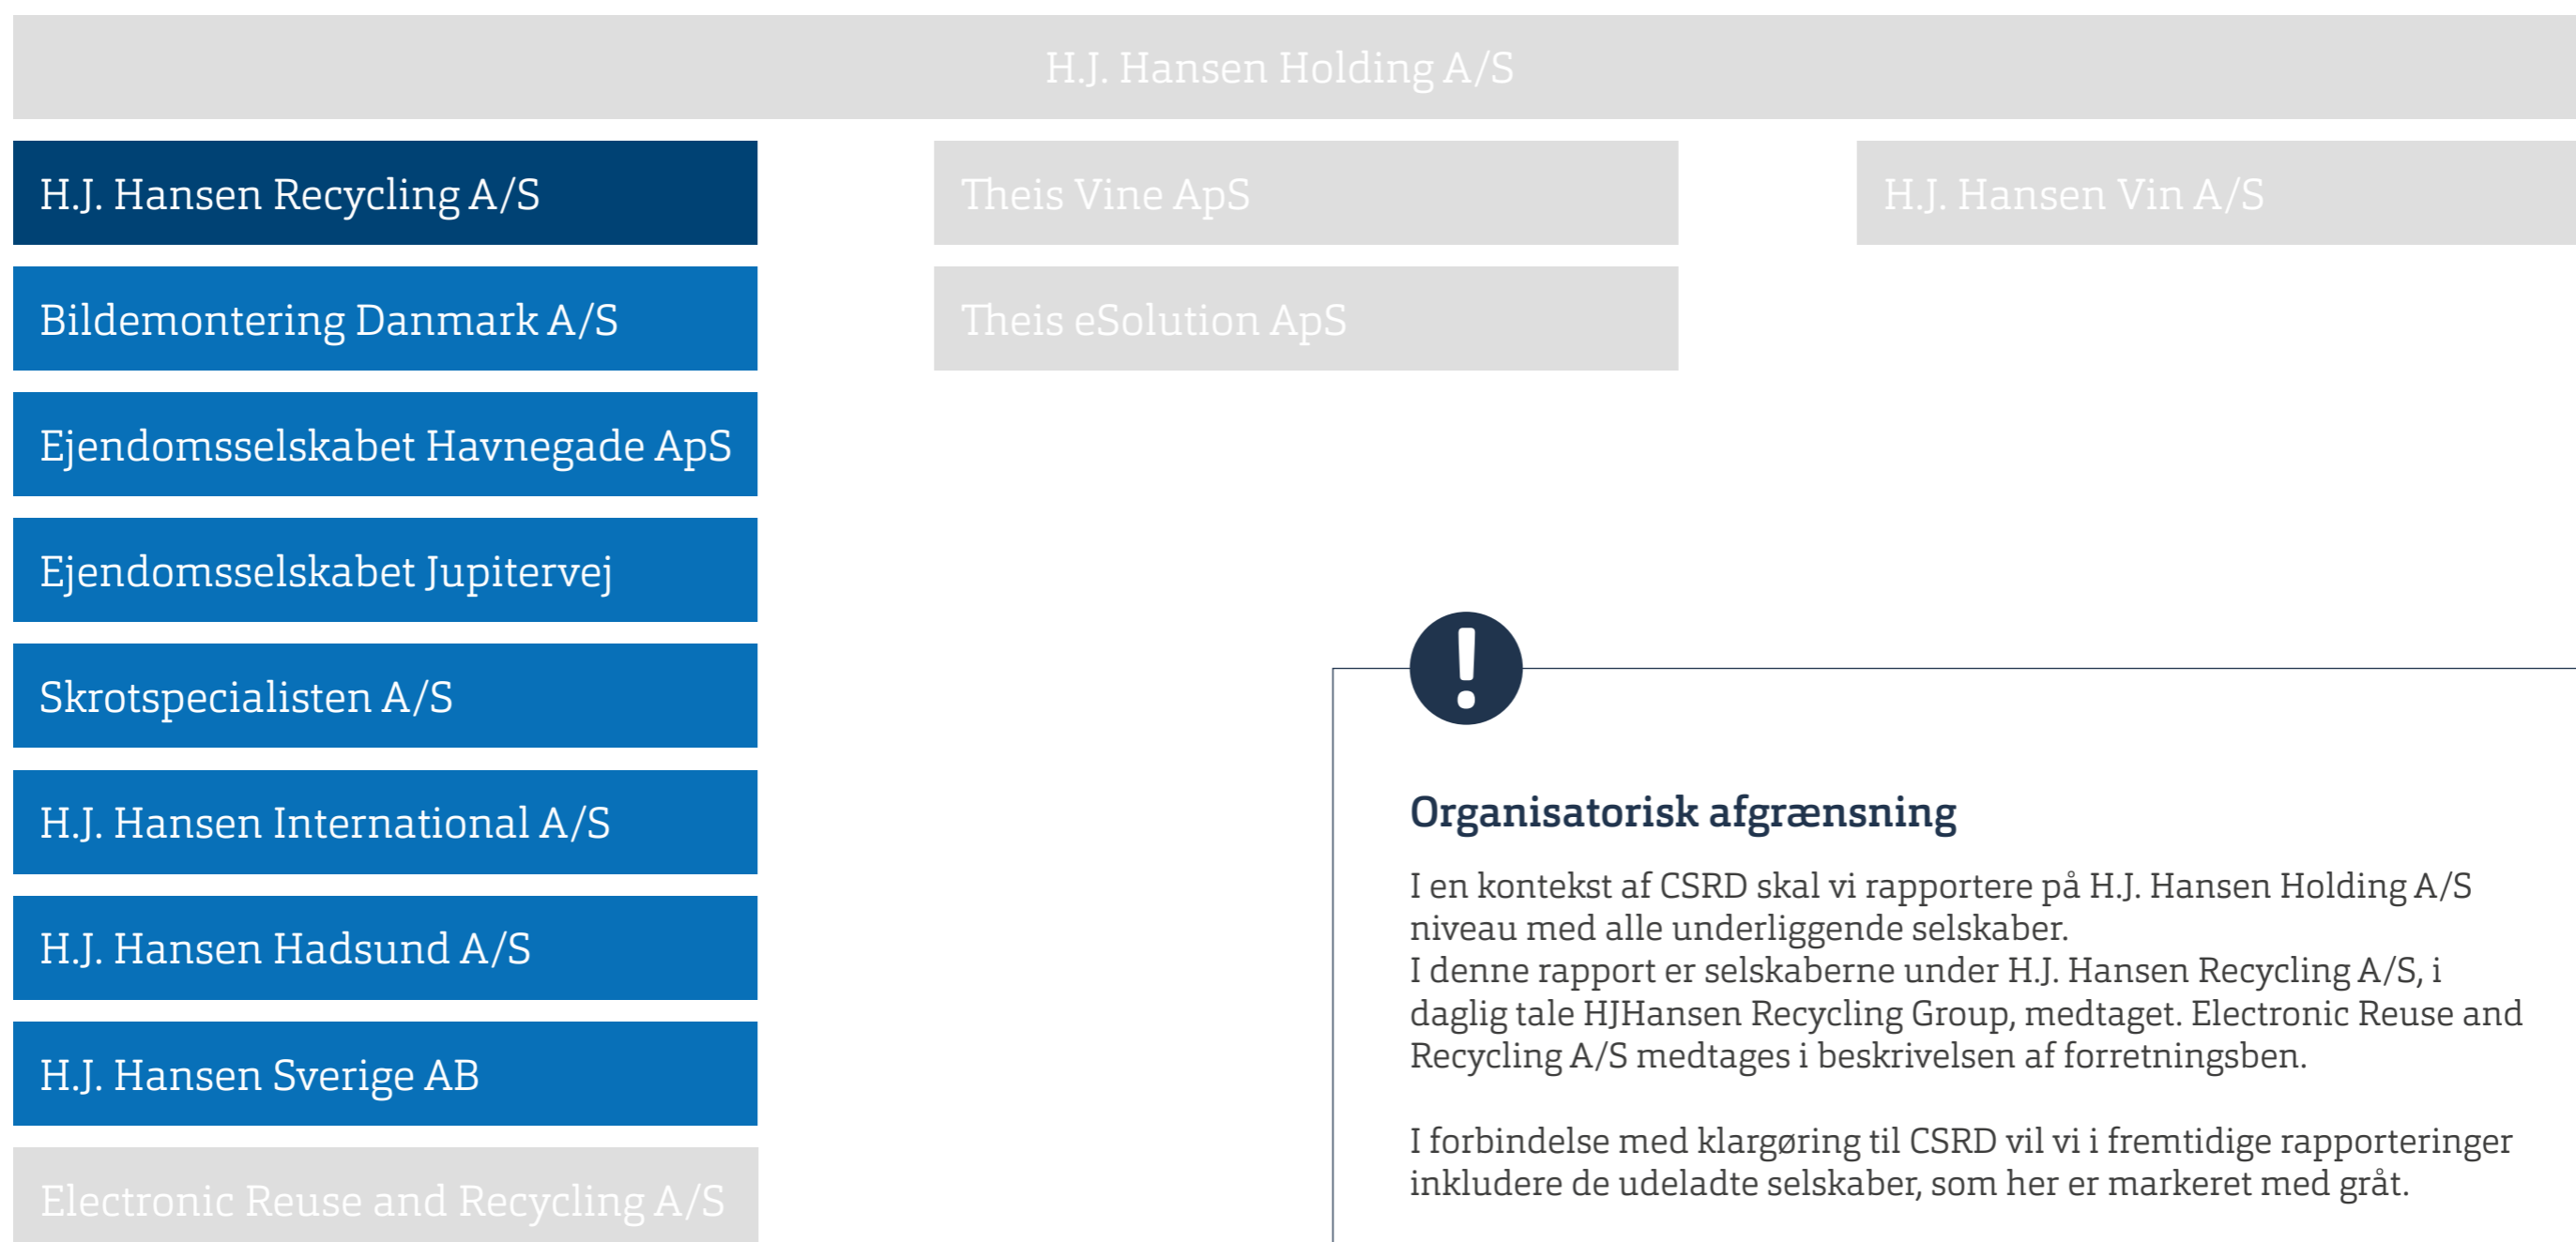 H.J. Hansen Holding A/S
H.J. Hansen Recycling A/S
Bildemontering Danmark A/S
Ejendomsselskabet Havnegade ApS
Ejendomsselskabet Jupitervej
Skrotspecialisten A/S
H.J. Hansen International A/S
H.J. Hansen Hadsund A/S
H.J. Hansen Sverige AB
Electronic Reuse and Recycling A/S
Theis Vine ApS
Theis eSolution ApS
H.J. Hansen Vin A/S
!
Organisatorisk afgrænsning
I en kontekst af CSRD skal vi rapportere på H.J. Hansen Holding A/S
niveau med alle underliggende selskaber.
I denne rapport er selskaberne under H.J. Hansen Recycling A/S, i
daglig tale HJHansen Recycling Group, medtaget. Electronic Reuse and
Recycling A/S medtages i beskrivelsen af forretningsben.
I forbindelse med klargøring til CSRD vil vi i fremtidige rapporteringer
inkludere de udeladte selskaber, som her er markeret med gråt.